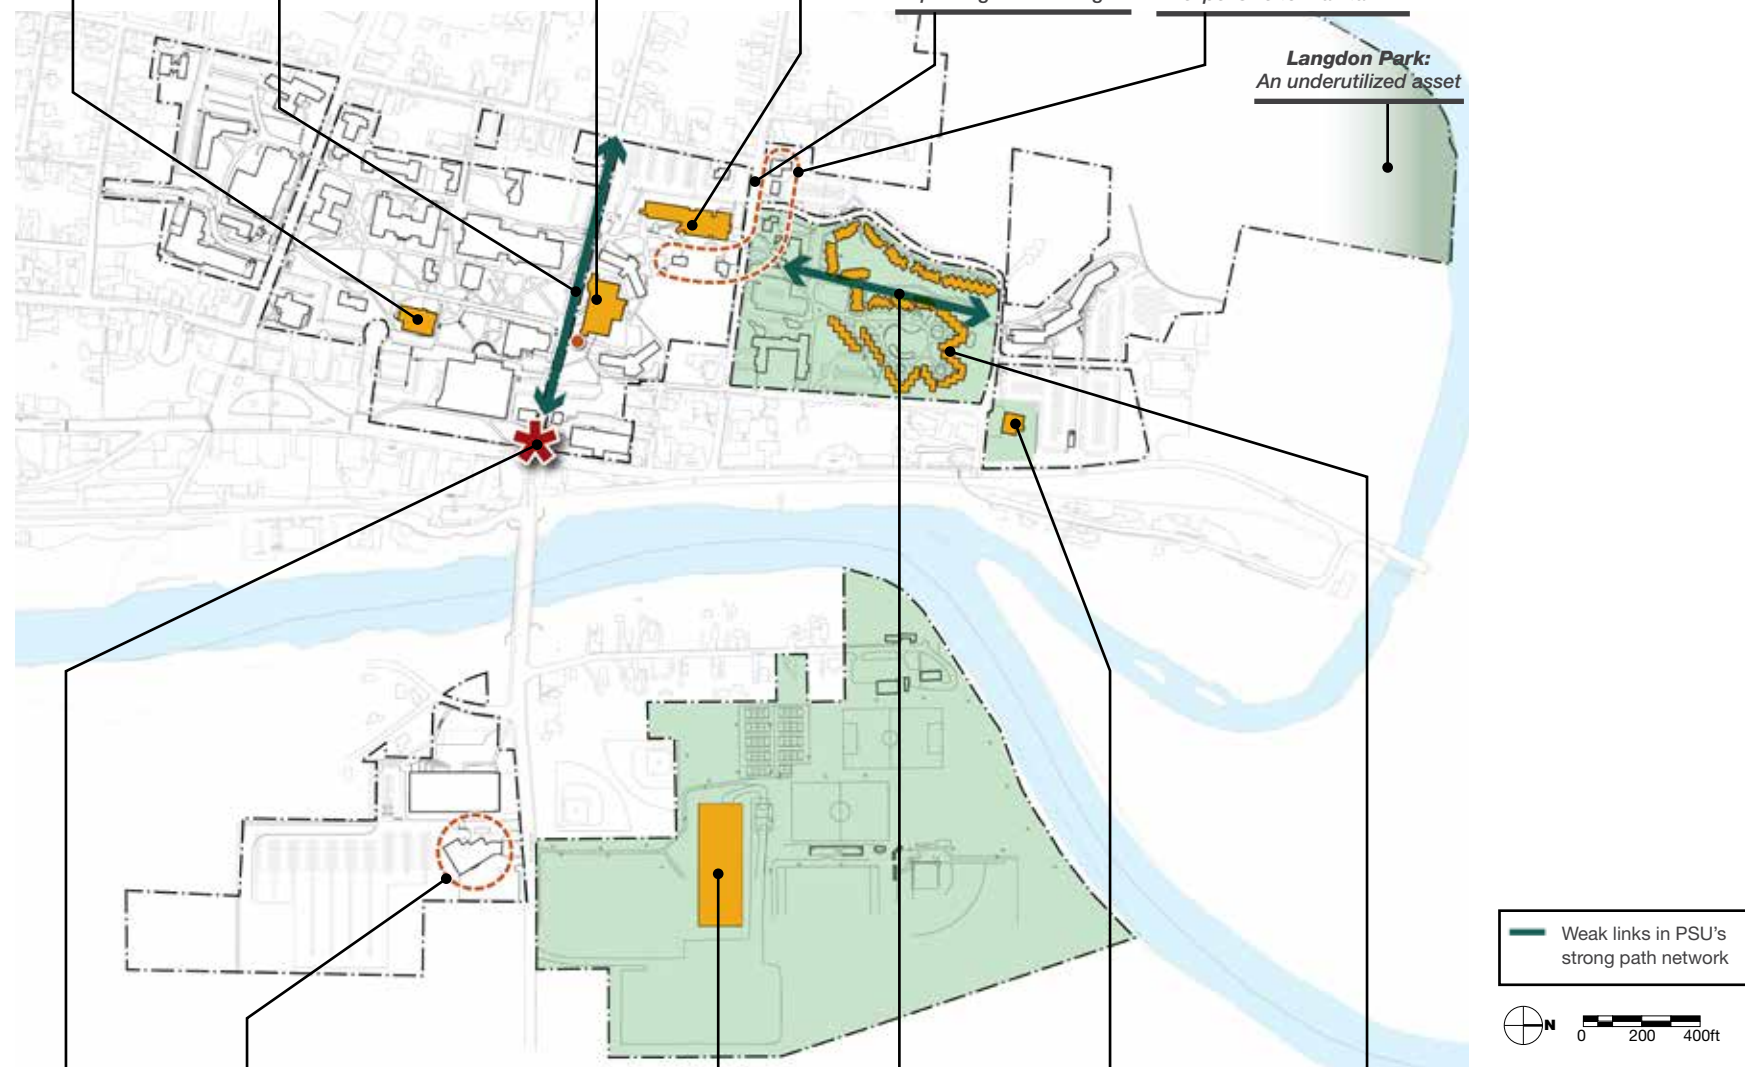 Langdon Park:
An underutilized asset
Weak links in PSU's
strong path network
N
0 200 400ft